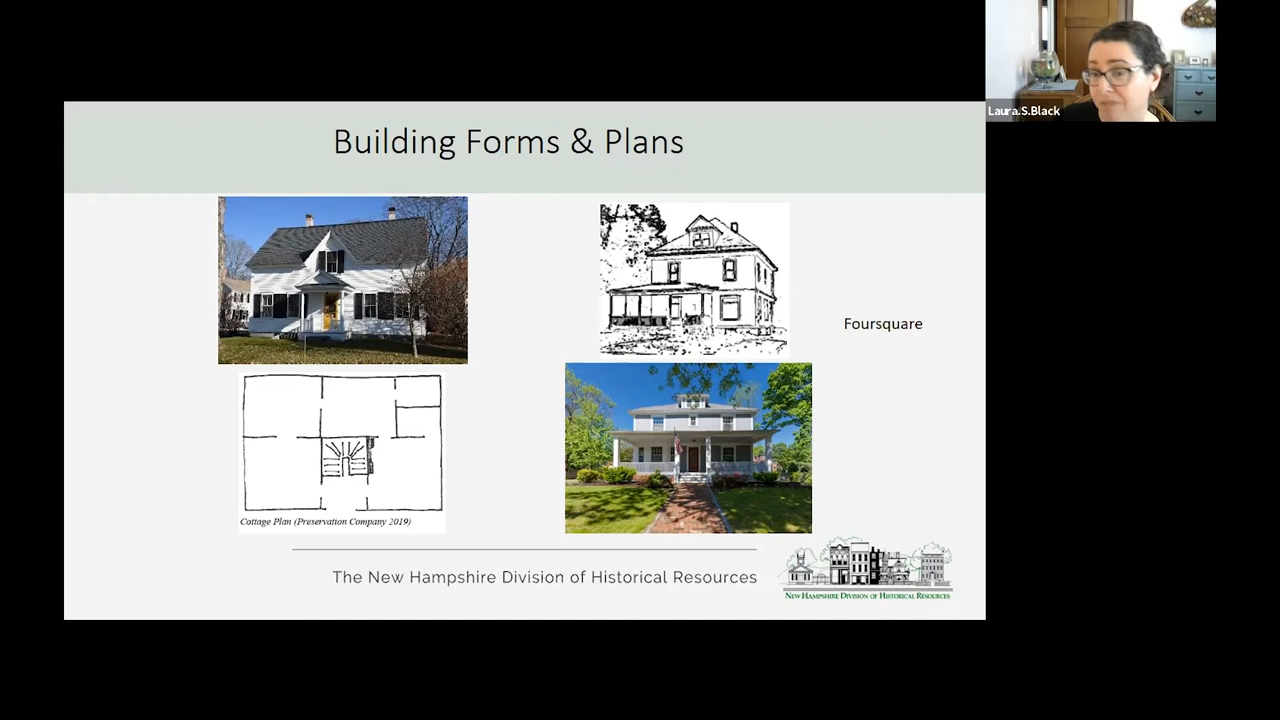 Laura.S.Black
Building Forms & Plans
Foursquare
Cottage Plan (Preservation Company 2019)
The New Hampshire Division of Historical Resources
NEW HAMPSHIRE DIVISION OF HISTORICAL RESOURCES